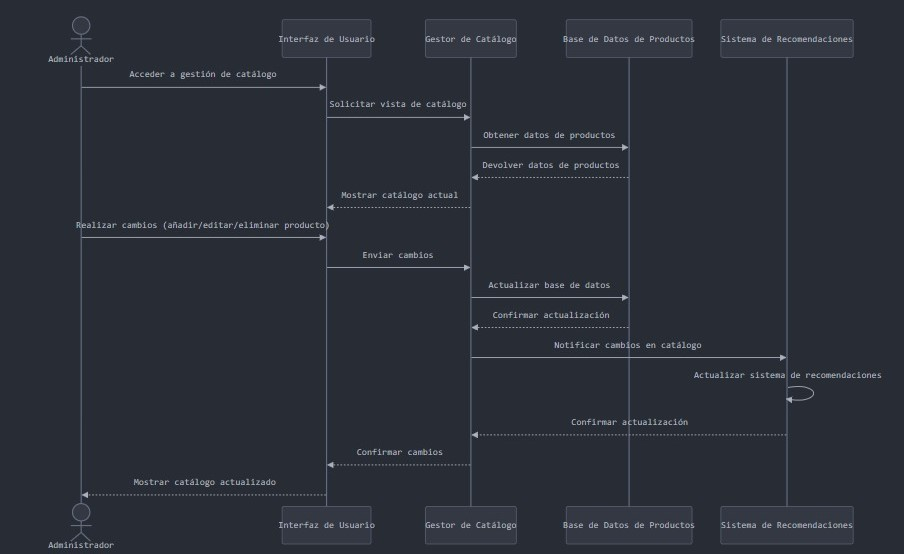 Interfaz de Usuario
Gestor de Catálogo
Base de Datos de Productos
Sistema de Recomendaciones
Administrador
Acceder a gestión de catálogo
Solicitar vista de catálogo
Obtener datos de productos
Devolver datos de productos
Mostrar catálogo actual
Realizar cambios (añadir/editar/eliminar producto)
Enviar cambios
Actualizar base de datos
Confirmar actualización
Notificar cambios en catálogo
Actualizar sistema de recomendaciones
Confirmar actualización
Confirmar cambios
Mostrar catálogo actualizado
Interfaz de Usuario
Gestor de Catálogo
Base de Datos de Productos
Sistema de Recomendaciones
Administrador